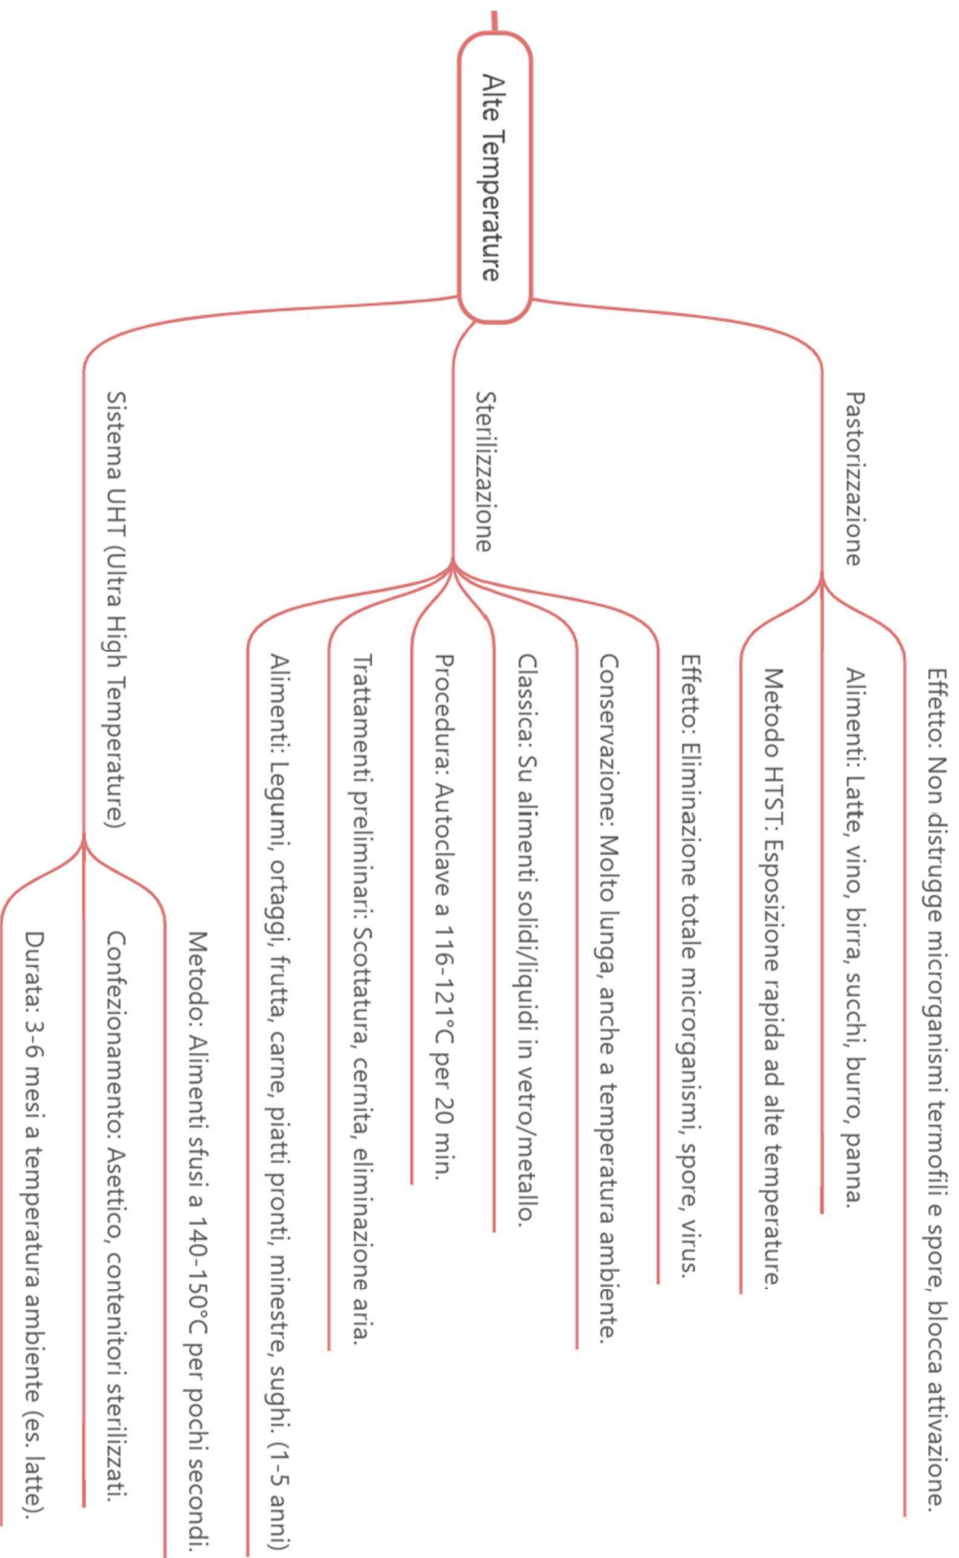 Alte Temperature
Pastorizzazione
Effetto: Non distrugge microrganismi termofili e spore, blocca attivazione.
Alimenti: Latte, vino, birra, succhi, burro, panna.
Metodo HTST: Esposizione rapida ad alte temperature.
Sterilizzazione
Effetto: Eliminazione totale microrganismi, spore, virus.
Conservazione: Molto lunga, anche a temperatura ambiente.
Classica: Su alimenti solidi/liquidi in vetro/metallo.
Procedura: Autoclave a 116-121°C per 20 min.
Trattamenti preliminari: Scottatura, cernita, eliminazione aria.
Alimenti: Legumi, ortaggi, frutta, carne, piatti pronti, minestre, sughi. (1-5 anni)
Sistema UHT (Ultra High Temperature)
Metodo: Alimenti sfusi a 140-150°C per pochi secondi.
Confezionamento: Asettico, contenitori sterilizzati.
Durata: 3-6 mesi a temperatura ambiente (es. latte).